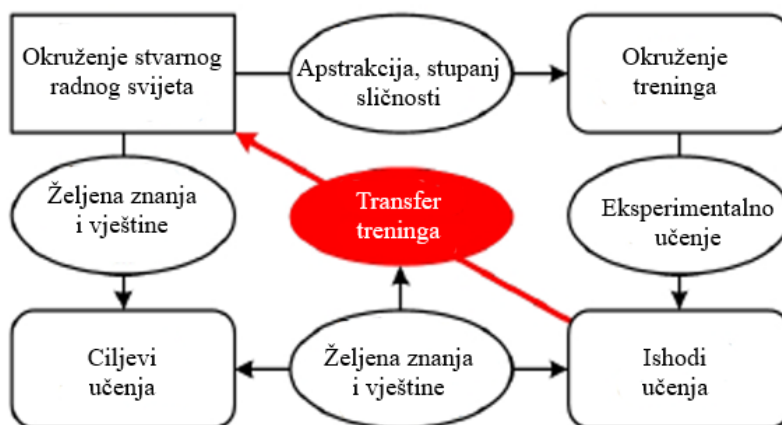 Okruženje stvarnog
radnog svijeta
Apstrakcija, stupanj
sličnosti
Okruženje
treninga
Željena znanja
i vještine
Transfer
treninga
Eksperimentalno
učenje
Ciljevi
učenja
Željena znanja
i vještine
Ishodi
učenja